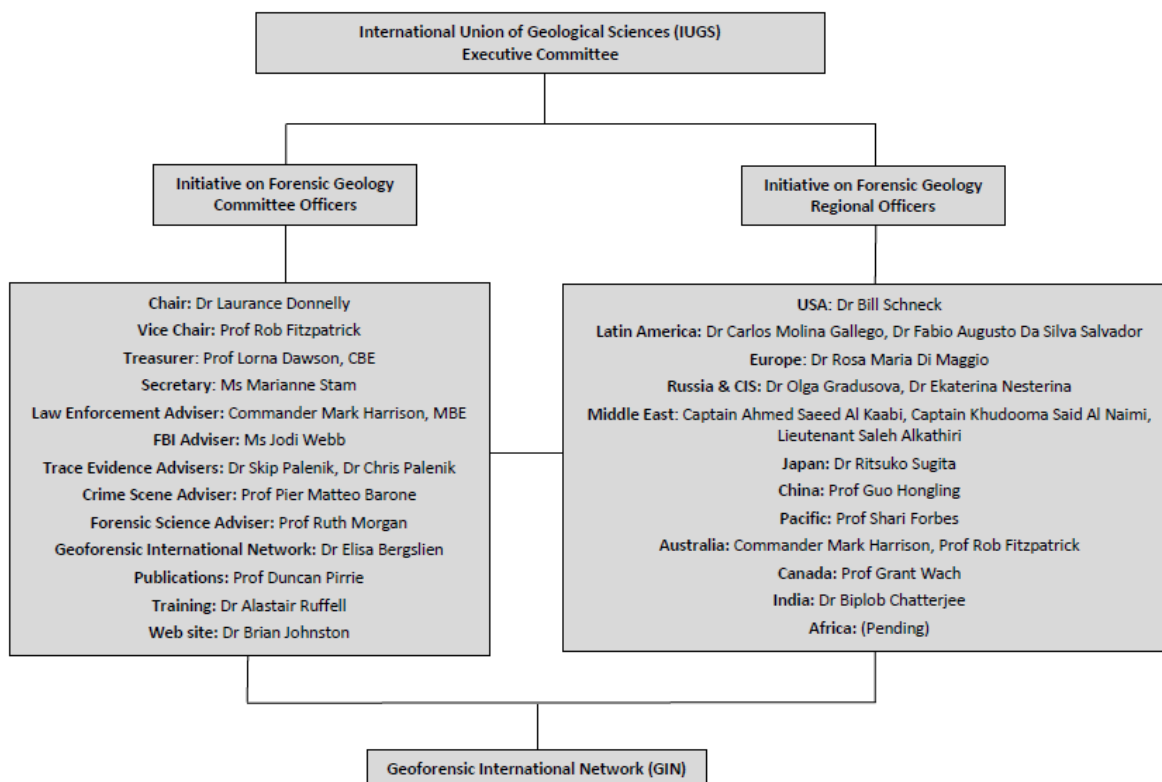 International Union of Geological Sciences (IUGS)
Executive Committee
Initiative on Forensic Geology
Committee Officers
Initiative on Forensic Geology
Regional Officers
Chair: Dr Laurance Donnelly
Vice Chair: Prof Rob Fitzpatrick
Treasurer: Prof Lorna Dawson, CBE
Secretary: Ms Marianne Stam
Law Enforcement Adviser: Commander Mark Harrison, MBE
FBI Adviser: Ms Jodi Webb
Trace Evidence Advisers: Dr Skip Palenik, Dr Chris Palenik
Crime Scene Adviser: Prof Pier Matteo Barone
Forensic Science Adviser: Prof Ruth Morgan
Geoforensic International Network: Dr Elisa Bergslien
Publications: Prof Duncan Pirrie
Training: Dr Alastair Ruffell
Web site: Dr Brian Johnston
USA: Dr Bill Schneck
Latin America: Dr Carlos Molina Gallego, Dr Fabio Augusto Da Silva Salvador
Europe: Dr Rosa Maria Di Maggio
Russia & CIS: Dr Olga Gradusova, Dr Ekaterina Nesterina
Middle East: Captain Ahmed Saeed Al Kaabi, Captain Khudooma Said Al Naimi,
Lieutenant Saleh Alkathiri
Japan: Dr Ritsuko Sugita
China: Prof Guo Hongling
Pacific: Prof Shari Forbes
Australia: Commander Mark Harrison, Prof Rob Fitzpatrick
Canada: Prof Grant Wach
India: Dr Biplob Chatterjee
Africa: (Pending)
Geoforensic International Network (GIN)